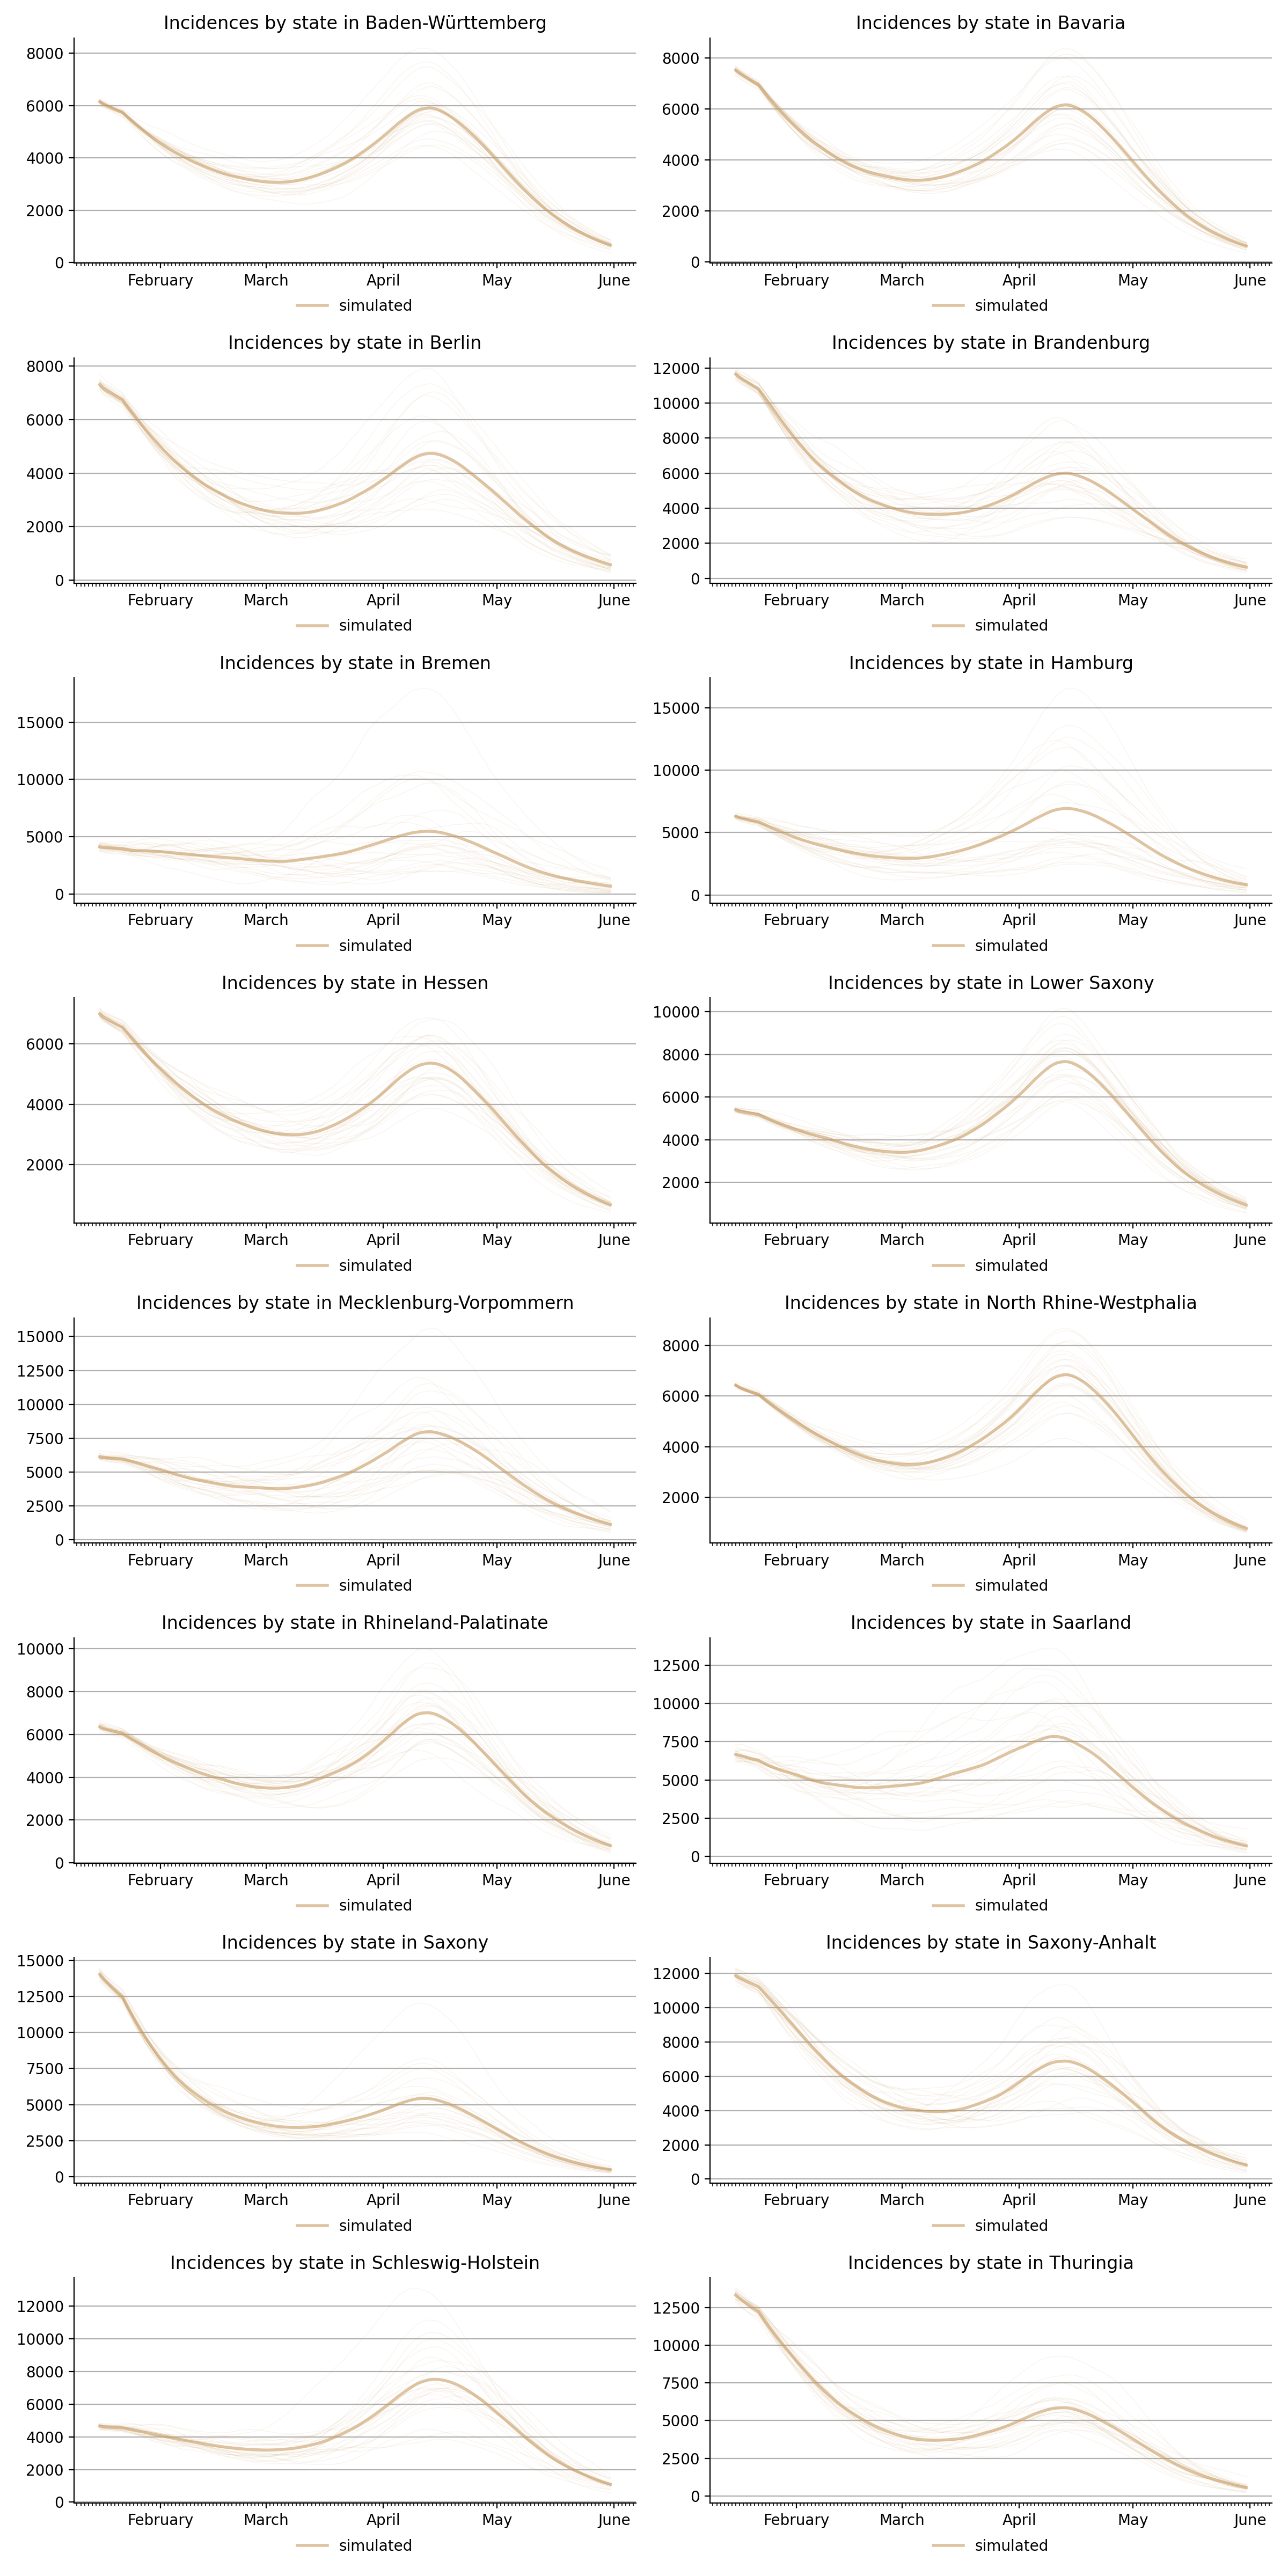 Incidences by state in Baden-Württemberg
8000
6000
4000
2000
0
February March April May June
simulated
Incidences by state in Bavaria
8000
6000
4000
2000
0
February March April May June
simulated
Incidences by state in Berlin
8000
6000
4000
2000
0
February March April May June
simulated
Incidences by state in Brandenburg
12000
10000
8000
6000
4000
2000
0
February March April May June
simulated
Incidences by state in Bremen
15000
10000
5000
0
February March April May June
simulated
Incidences by state in Hamburg
15000
10000
5000
0
February March April May June
simulated
Incidences by state in Hessen
6000
4000
2000
February March April May June
simulated
Incidences by state in Lower Saxony
10000
8000
6000
4000
2000
February March April May June
simulated
Incidences by state in Mecklenburg-Vorpommern
15000
12500
10000
7500
5000
2500
0
February March April May June
simulated
Incidences by state in North Rhine-Westphalia
8000
6000
4000
2000
February March April May June
simulated
Incidences by state in Rhineland-Palatinate
10000
8000
6000
4000
2000
0
February March April May June
simulated
Incidences by state in Saarland
12500
10000
7500
5000
2500
0
February March April May June
simulated
Incidences by state in Saxony
15000
12500
10000
7500
5000
2500
0
February March April May June
simulated
Incidences by state in Saxony-Anhalt
12000
10000
8000
6000
4000
2000
0
February March April May June
simulated
Incidences by state in Schleswig-Holstein
12000
10000
8000
6000
4000
2000
0
February March April May June
simulated
Incidences by state in Thuringia
12500
10000
7500
5000
2500
0
February March April May June
simulated